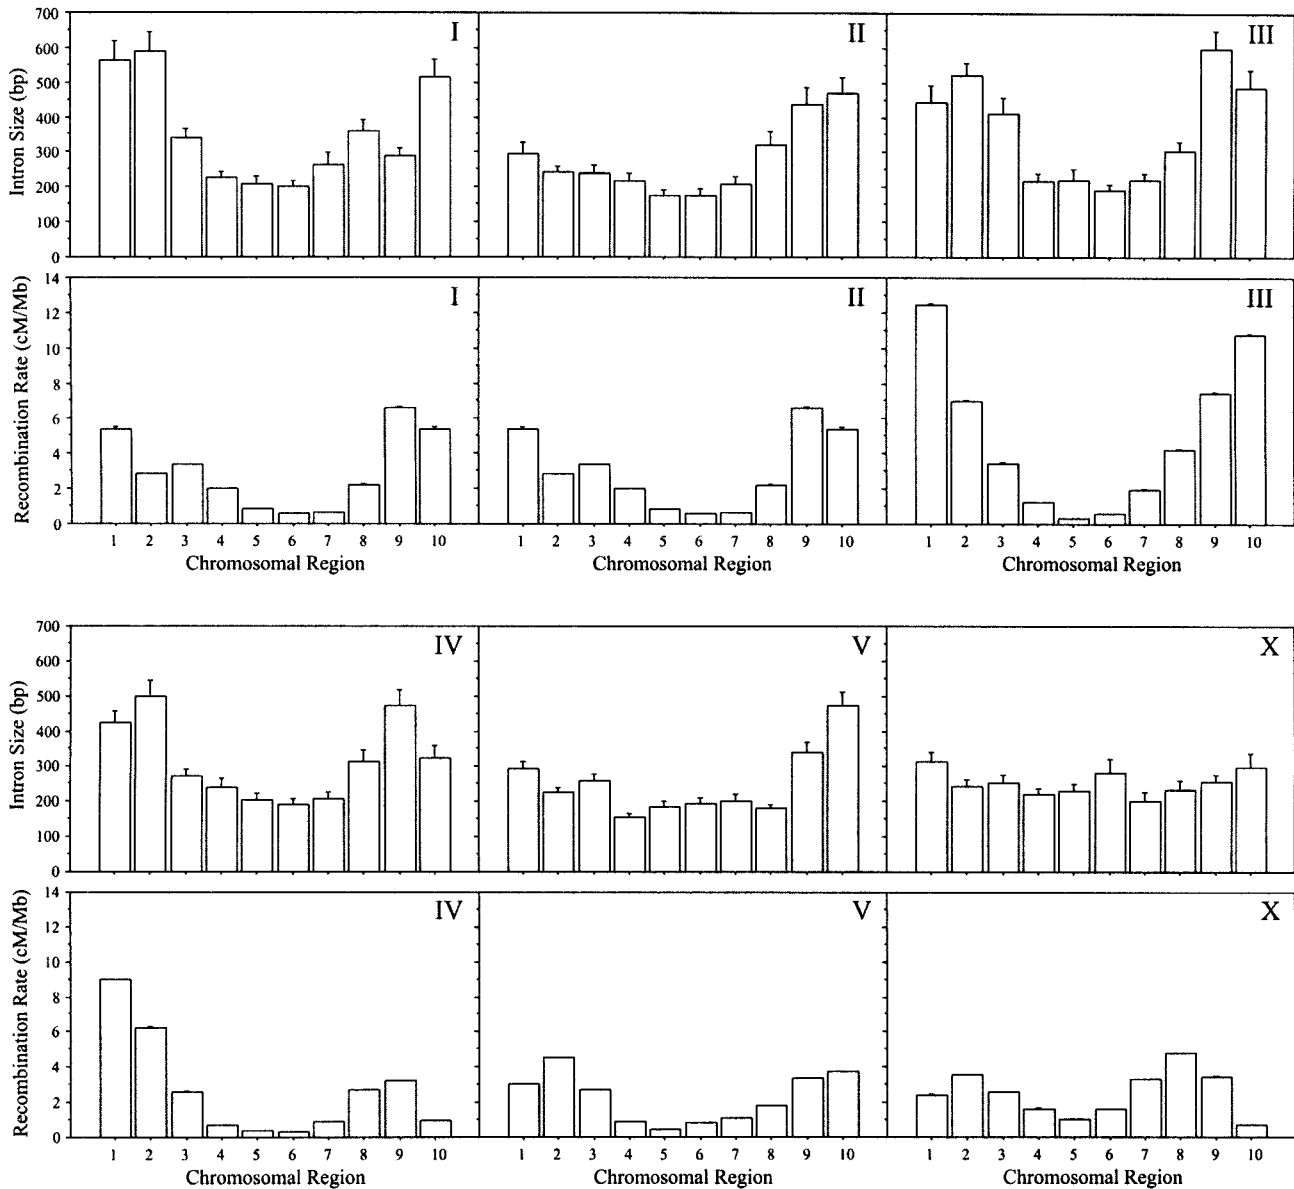 I II III
Intron Size (bp)
700
600
500
400
300
200
100
0
I II III
Recombination Rate (cM/Mb)
14
12
10
8
6
4
2
0
1 2 3 4 5 6 7 8 9 10 1 2 3 4 5 6 7 8 9 10 1 2 3 4 5 6 7 8 9 10
Chromosomal Region Chromosomal Region Chromosomal Region
IV V X
Intron Size (bp)
700
600
500
400
300
200
100
0
IV V X
Recombination Rate (cM/Mb)
14
12
10
8
6
4
2
0
1 2 3 4 5 6 7 8 9 10 1 2 3 4 5 6 7 8 9 10 1 2 3 4 5 6 7 8 9 10
Chromosomal Region Chromosomal Region Chromosomal Region